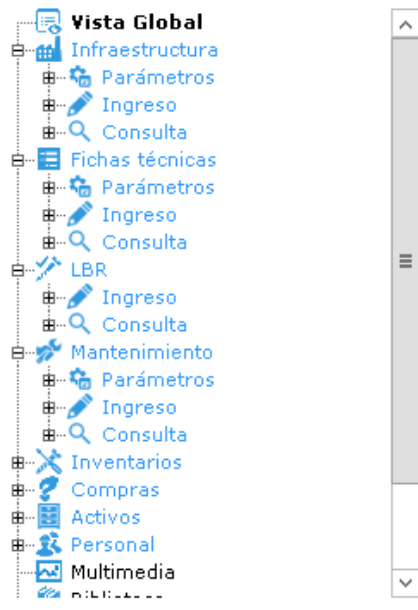 Vista Global
Infraestructura
Parámetros
Ingreso
Consulta
Fichas técnicas
Parámetros
Ingreso
Consulta
LBR
Ingreso
Consulta
Mantenimiento
Parámetros
Ingreso
Consulta
Inventarios
Compras
Activos
Personal
Multimedia